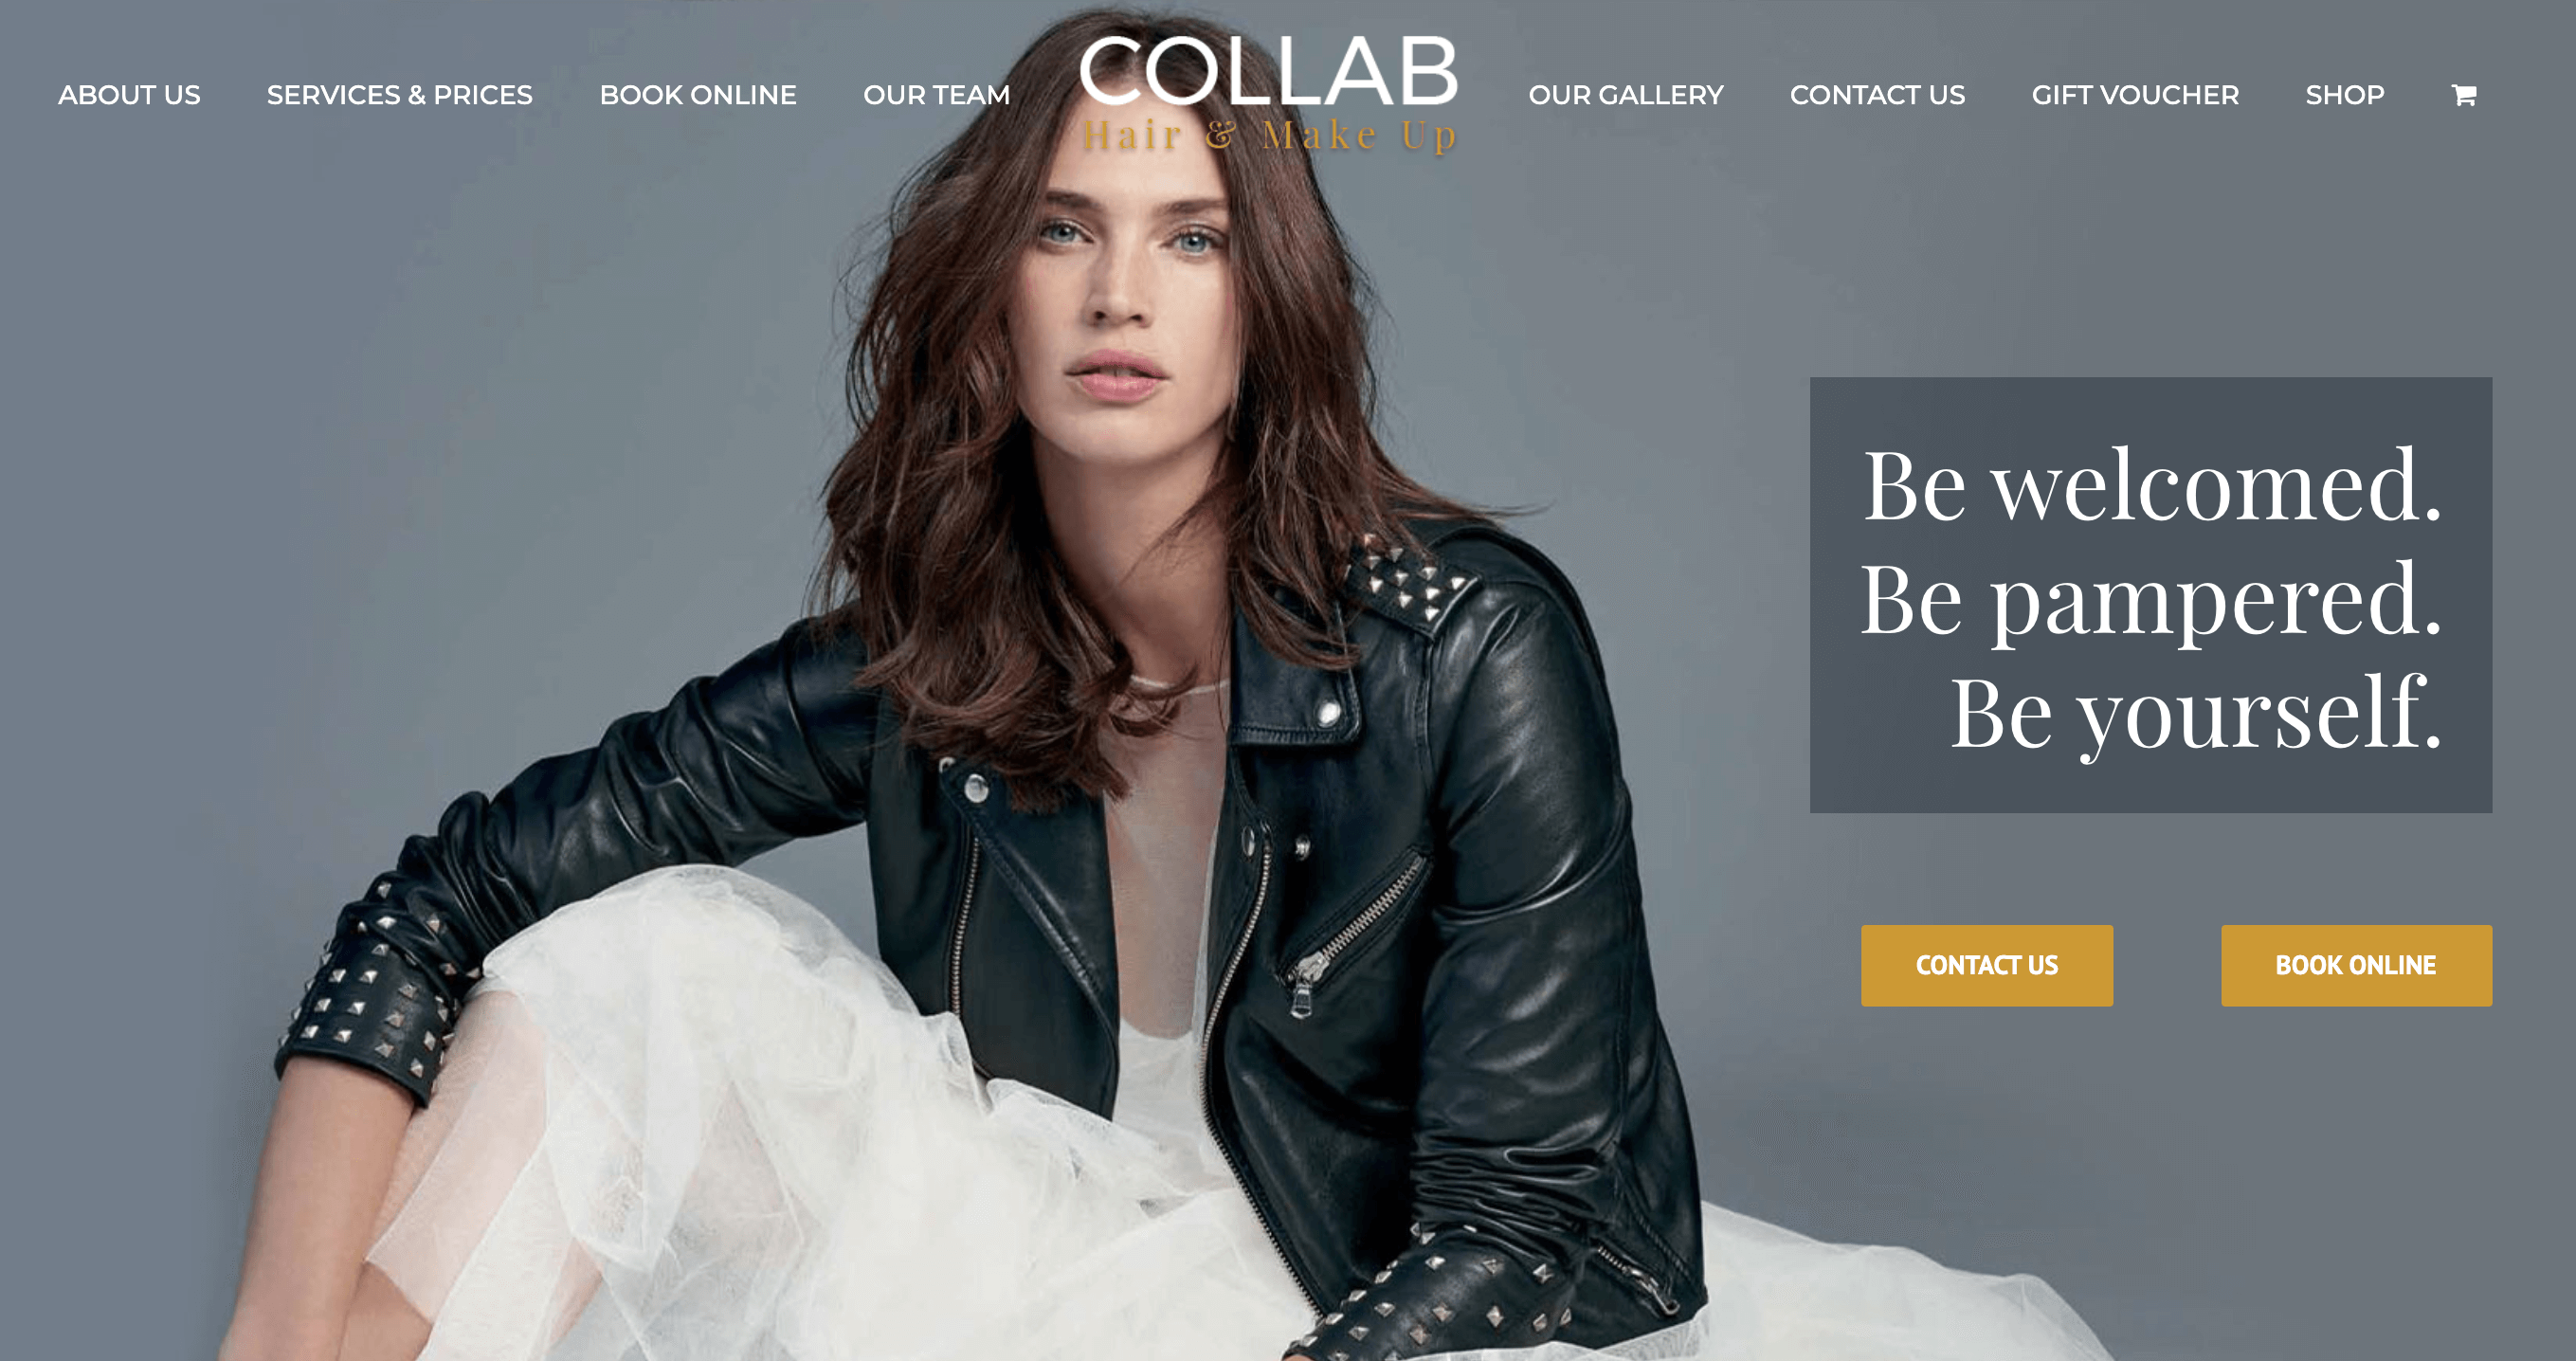 ABOUT US
SERVICES & PRICES
BOOK ONLINE
OUR TEAM
COLLAB
Hair & Make Up
OUR GALLERY
CONTACT US
GIFT VOUCHER
SHOP
Be welcomed.
Be pampered.
Be yourself.
CONTACT US
BOOK ONLINE